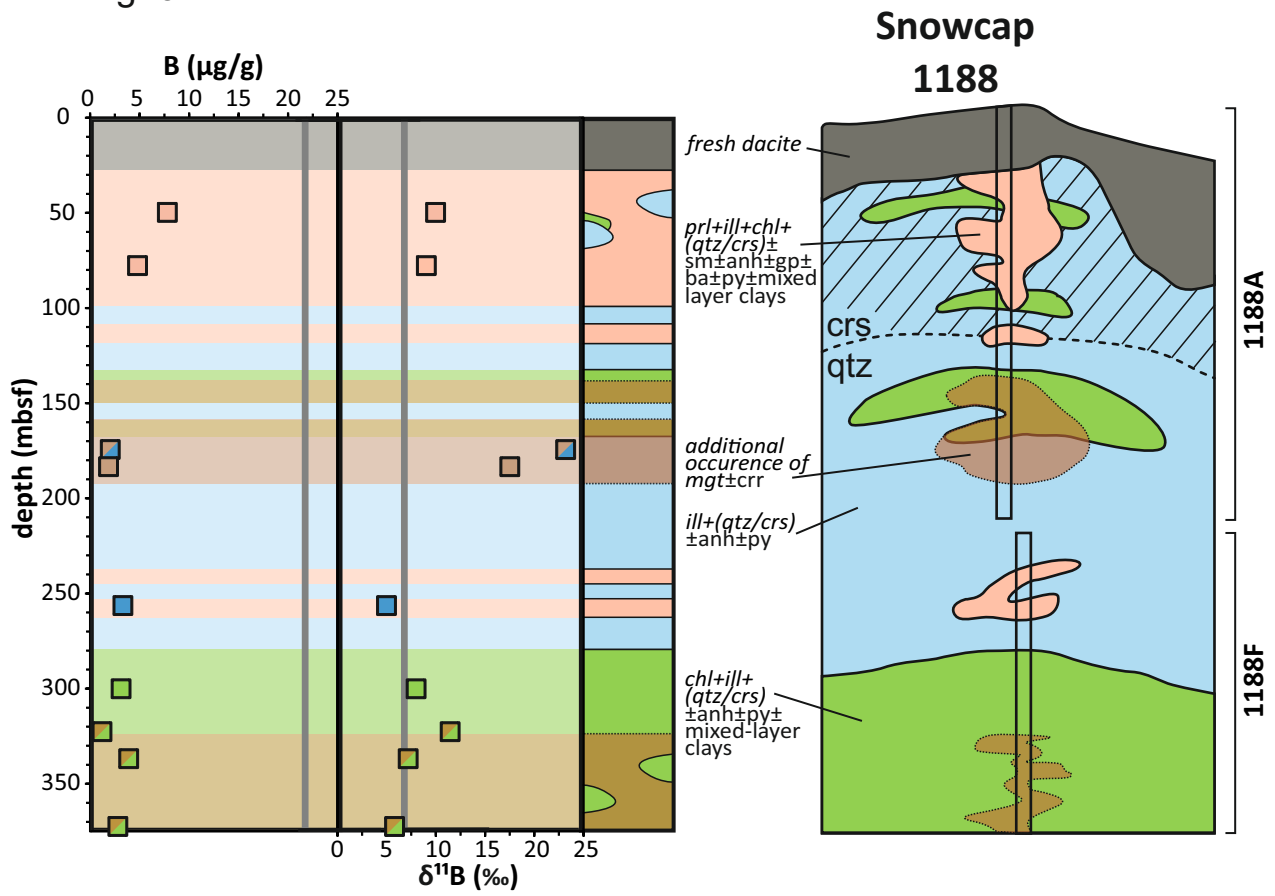 Snowcap
1188
B (µg/g)
0 5 10 15 20 25
0
50
100
150
200
250
300
350
depth (mbsf)
0 5 10 15 20 25
δ¹¹B (‰)
fresh dacite
prl+ill+chl+
(qtz/crs)±
sm±anh±gp±
ba±py±mixed
layer clays
additional
occurence of
mgt±crr
ill+(qtz/crs)
±anh±py
chl+ill+
(qtz/crs)
±anh±py±
mixed-layer
clays
crs
qtz
1188A
1188F